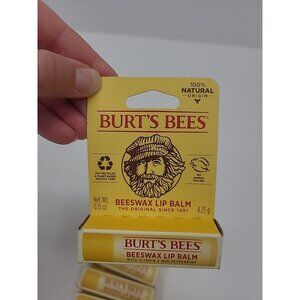 100%
NATURAL
ORIGIN
BURT'S BEES
Net Wt.
0.15 oz
4.25 g
BEESWAX LIP BALM
THE ORIGINAL SINCE 1991
BURT'S BEES
BEESWAX LIP BALM
WITH VITAMIN E AND PEPPERMINT